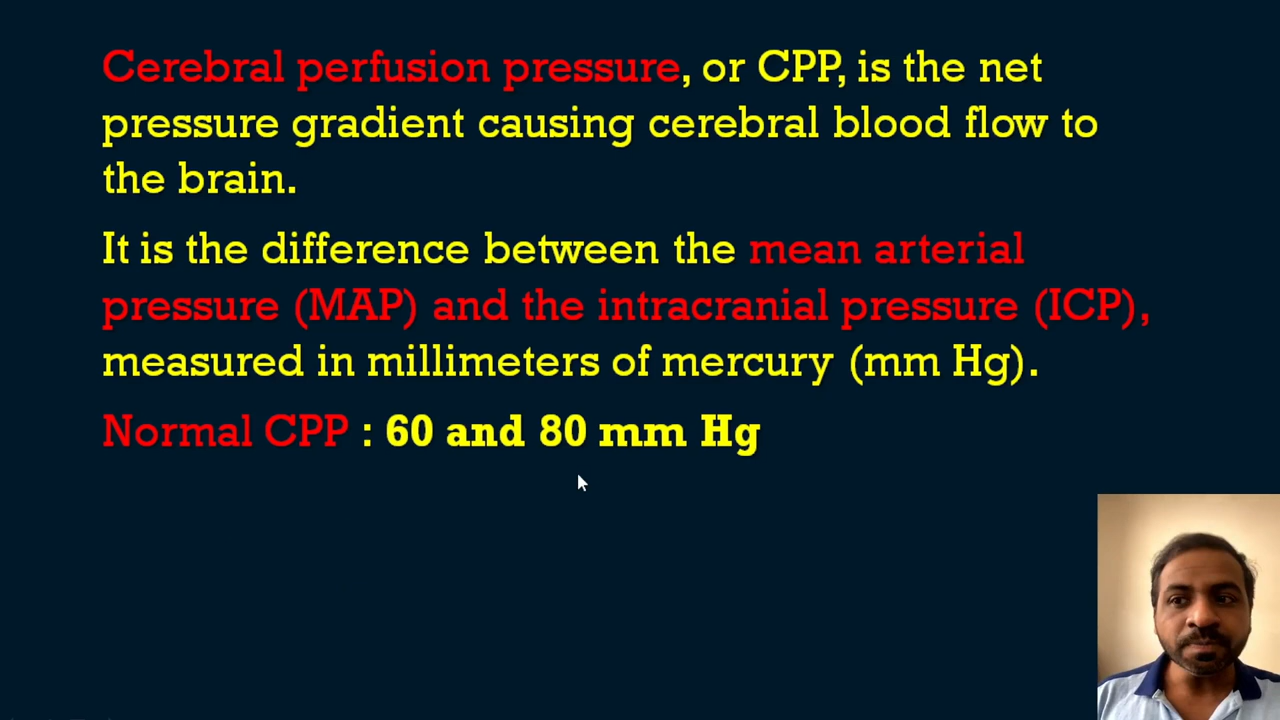 Cerebral perfusion pressure, or CPP, is the net
pressure gradient causing cerebral blood flow to
the brain.
It is the difference between the mean arterial
pressure (MAP) and the intracranial pressure (ICP),
measured in millimeters of mercury (mm Hg).
Normal CPP : 60 and 80 mm Hg